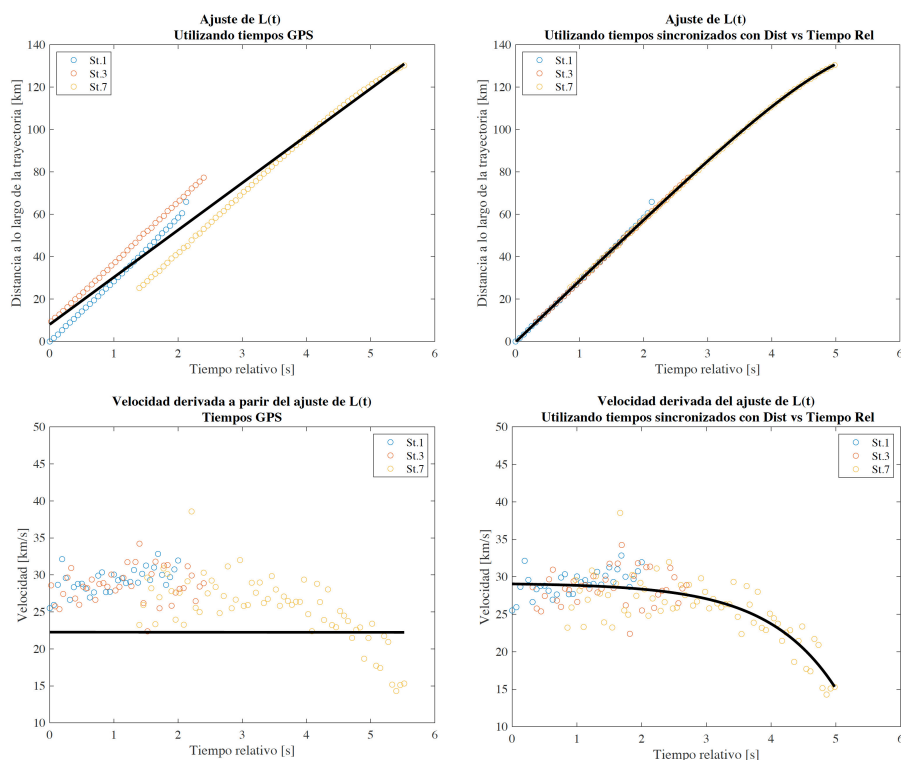 Ajuste de L(t)
Utilizando tiempos GPS
140
120
100
80
60
40
20
0
Distancia a lo largo de la trayectoria [km]
St.1
St.3
St.7
0 1 2 3 4 5 6
Tiempo relativo [s]
Ajuste de L(t)
Utilizando tiempos sincronizados con Dist vs Tiempo Rel
140
120
100
80
60
40
20
0
Distancia a lo largo de la trayectoria [km]
St.1
St.3
St.7
0 1 2 3 4 5 6
Tiempo relativo [s]
Velocidad derivada a parir del ajuste de L(t)
Tiempos GPS
50
45
40
35
30
25
20
15
10
Velocidad [km/s]
St.1
St.3
St.7
0 1 2 3 4 5 6
Tiempo relativo [s]
Velocidad derivada del ajuste de L(t)
Utilizando tiempos sincronizados con Dist vs Tiempo Rel
50
45
40
35
30
25
20
15
10
Velocidad [km/s]
St.1
St.3
St.7
0 1 2 3 4 5 6
Tiempo relativo [s]